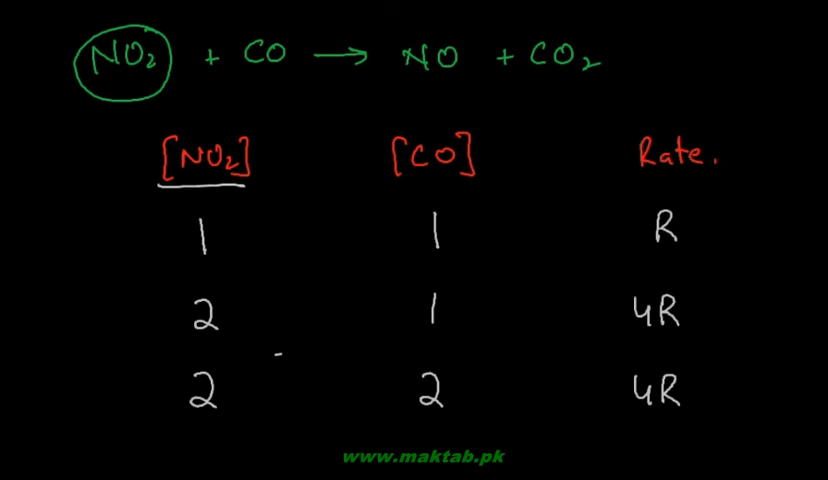 NO₂ + CO → NO + CO₂
[NO₂] [CO] Rate.
1 1 R
2 1 4R
2 2 4R
www.maktab.pk